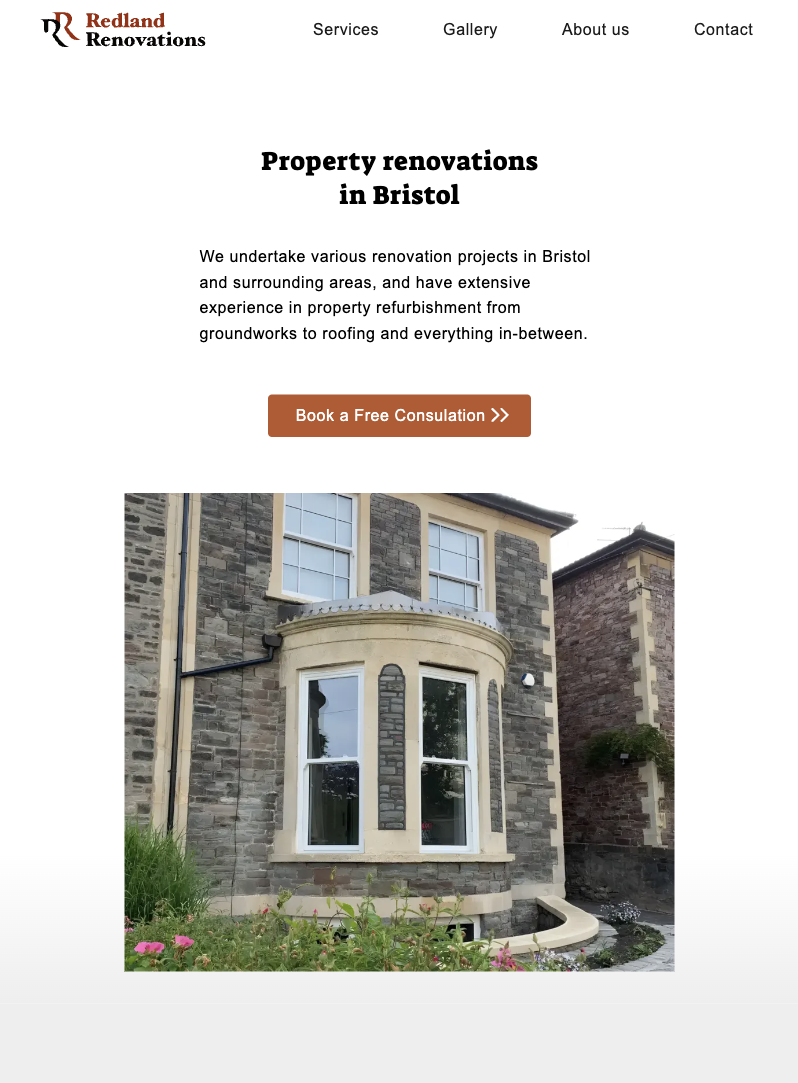 Redland
Renovations
Services
Gallery
About us
Contact
Property renovations
in Bristol
We undertake various renovation projects in Bristol
and surrounding areas, and have extensive
experience in property refurbishment from
groundworks to roofing and everything in-between.
Book a Free Consulation